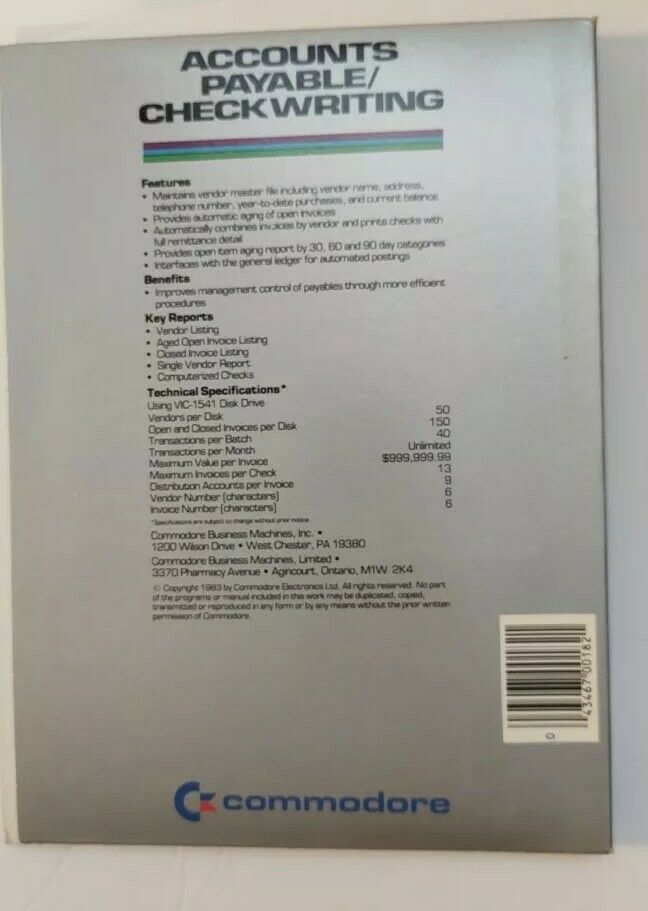 ACCOUNTS
PAYABLE/
CHECKWRITING
Features
• Maintains vendor master file including vendor name, address,
telephone number, year-to-date purchases, and current balance
• Provides automatic aging of open invoices
• Automatically combines invoices by vendor and prints checks with
full remittance detail
• Provides open item aging report by 30, 60 and 90 day categories
• Interfaces with the general ledger for automated postings
Benefits
• Improves management control of payables through more efficient
procedures
Key Reports
• Vendor Listing
• Aged Open Invoice Listing
• Closed Invoice Listing
• Single Vendor Report
• Computerized Checks
Technical Specifications*
Using VIC-1541 Disk Drive
Vendors per Disk 50
Open and Closed Invoices per Disk 150
Transactions per Batch 40
Transactions per Month Unlimited
Maximum Value per Invoice $999,999.99
Maximum Invoices per Check 13
Distribution Accounts per Invoice 9
Vendor Number (characters) 6
Invoice Number (characters) 6
*Specifications are subject to change without prior notice
Commodore Business Machines, Inc. •
1200 Wilson Drive • West Chester, PA 19380
Commodore Business Machines, Limited •
3370 Pharmacy Avenue • Agincourt, Ontario, M1W 2K4
© Copyright 1983 by Commodore Electronics Ltd. All rights reserved. No part
of the programs or manual included in this work may be duplicated, copied,
transmitted or reproduced in any form or by any means without the prior written
permission of Commodore.
0 43467 00182
commodore